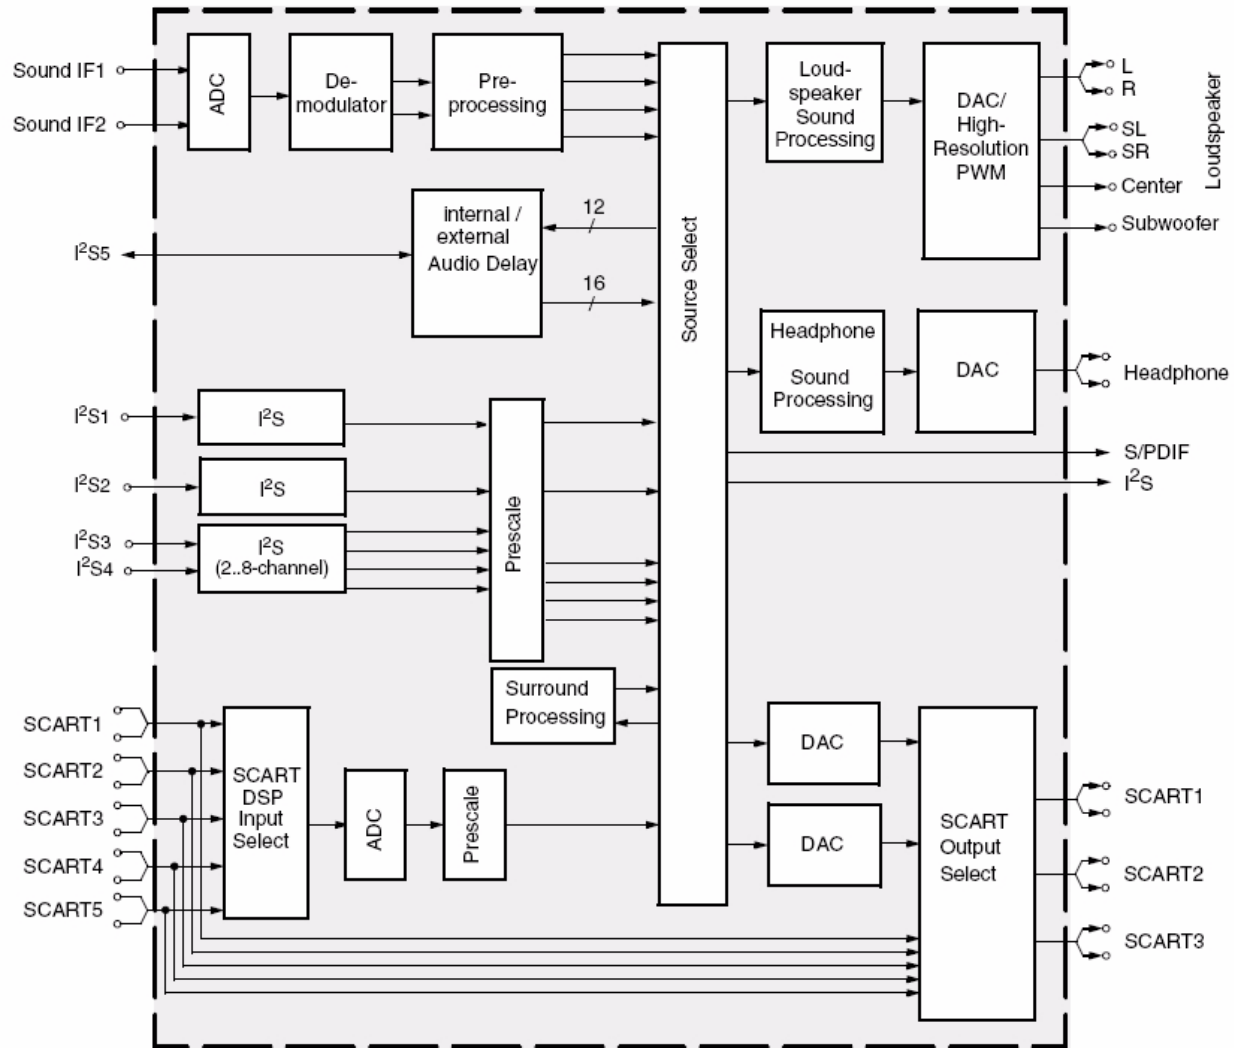 Sound IF1
Sound IF2
ADC
De-
modulator
Pre-
processing
Loud-
speaker
Sound
Processing
DAC/
High-
Resolution
PWM
L
R
SL
SR
Center
Subwoofer
Loudspeaker
I²S5
internal /
external
Audio Delay
12
16
Source Select
Headphone
Sound
Processing
DAC
Headphone
S/PDIF
I²S
I²S1
I²S
I²S2
I²S
I²S3
I²S4
I²S
(2..8-channel)
Prescale
Surround
Processing
SCART1
SCART2
SCART3
SCART4
SCART5
SCART
DSP
Input
Select
ADC
Prescale
DAC
DAC
SCART
Output
Select
SCART1
SCART2
SCART3